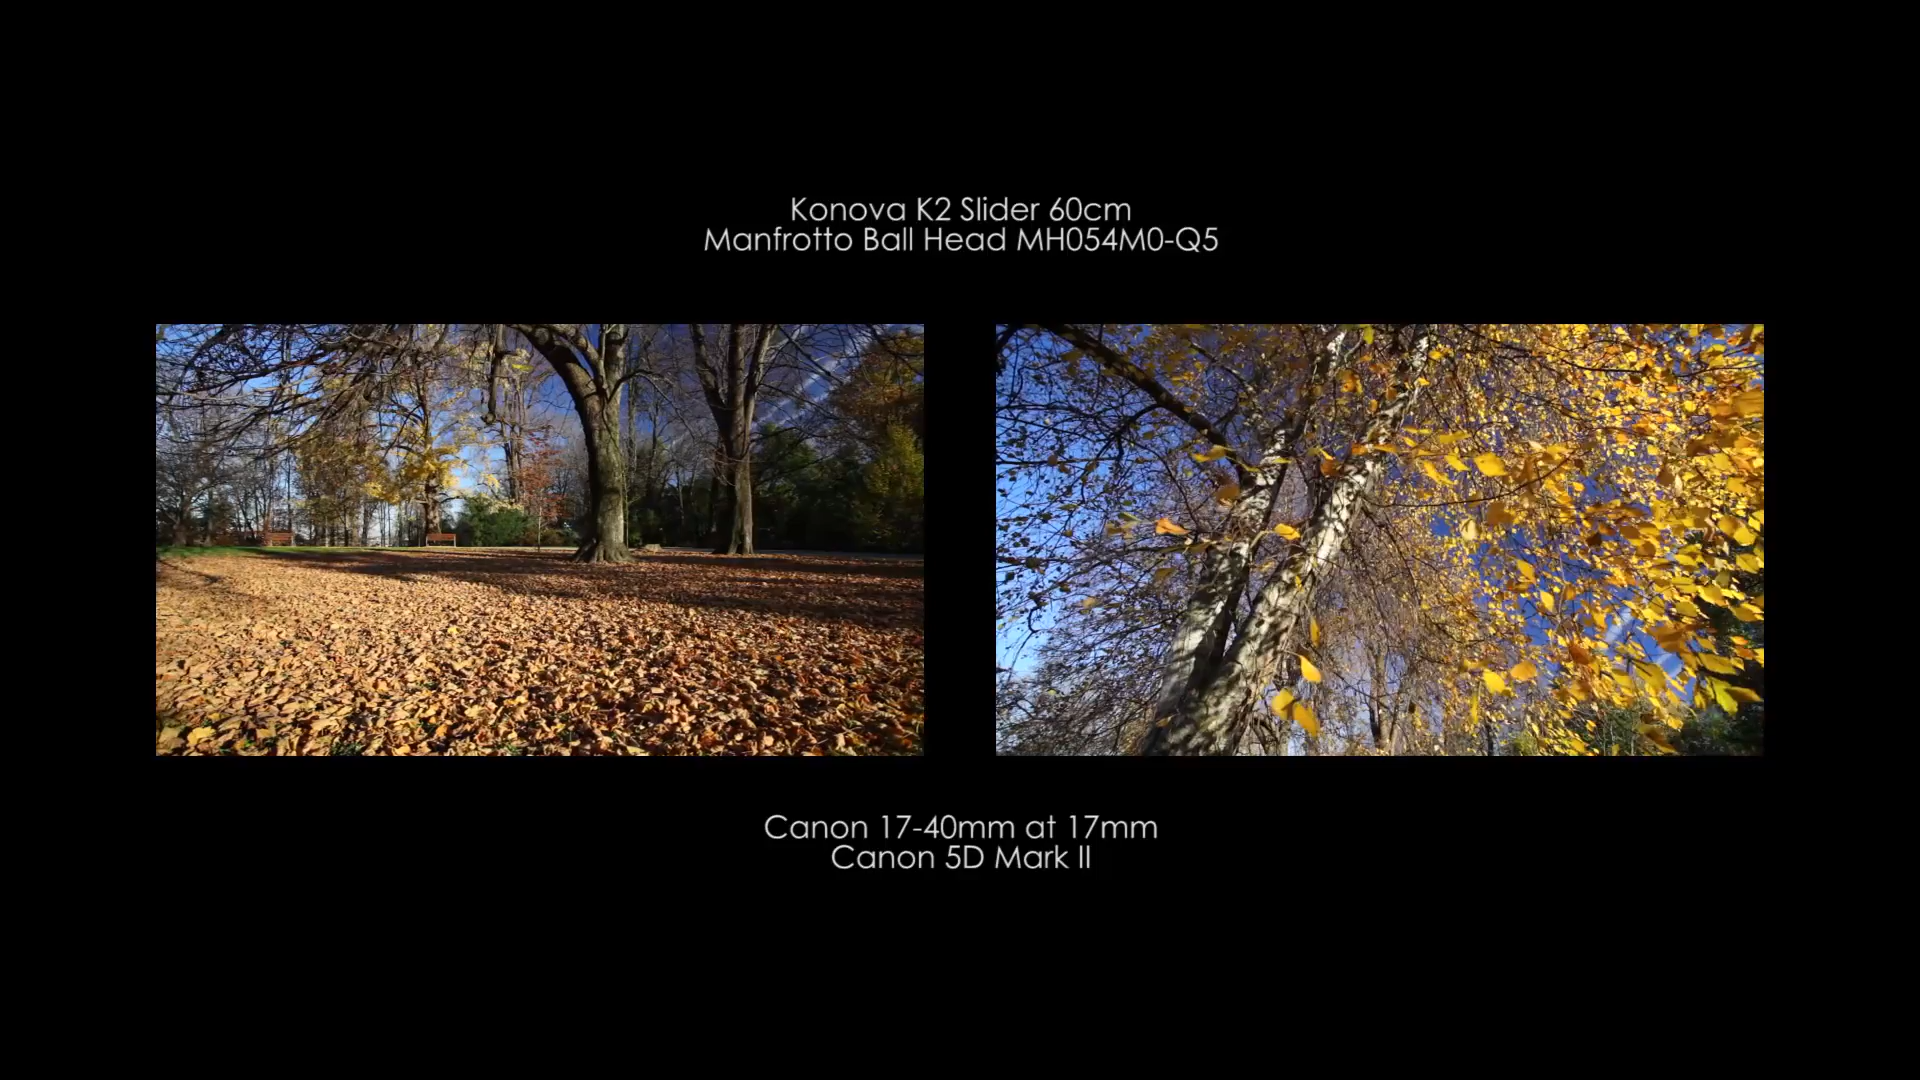 Konova K2 Slider 60cm
Manfrotto Ball Head MH054M0-Q5
Canon 17-40mm at 17mm
Canon 5D Mark II